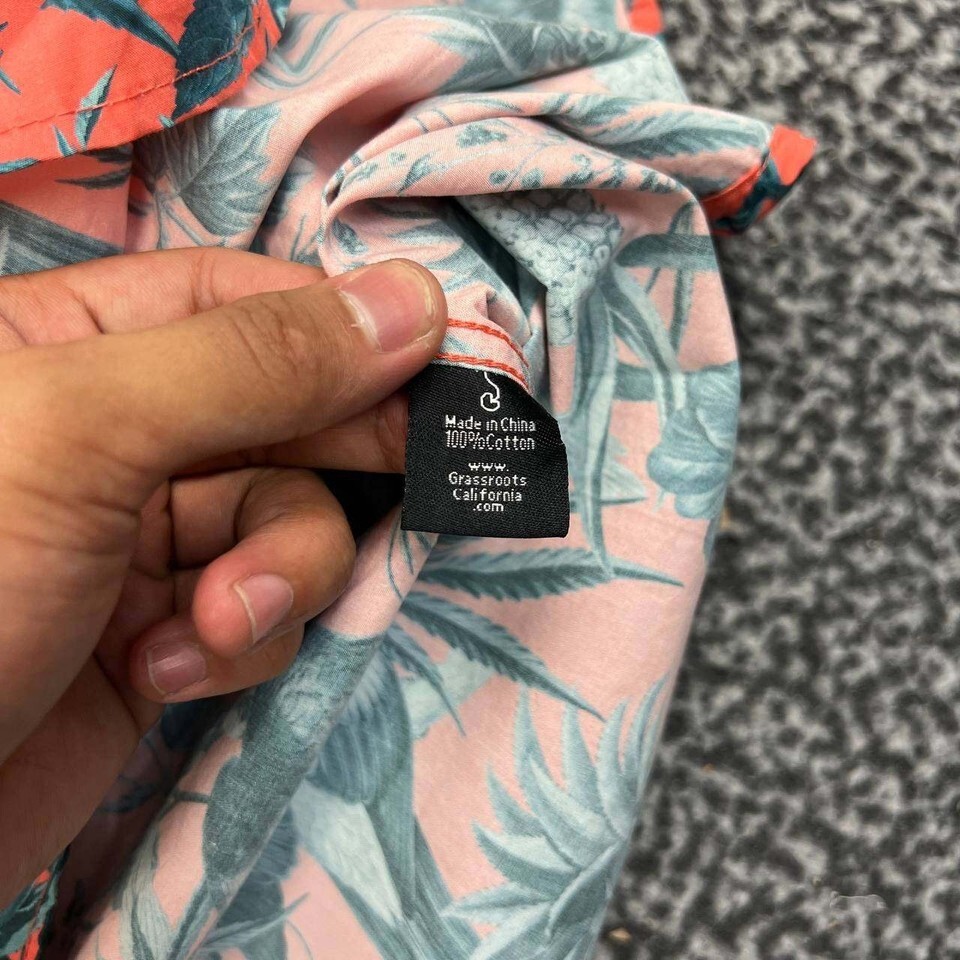 Made in China
100%Cotton
www.
Grassroots
California
.com